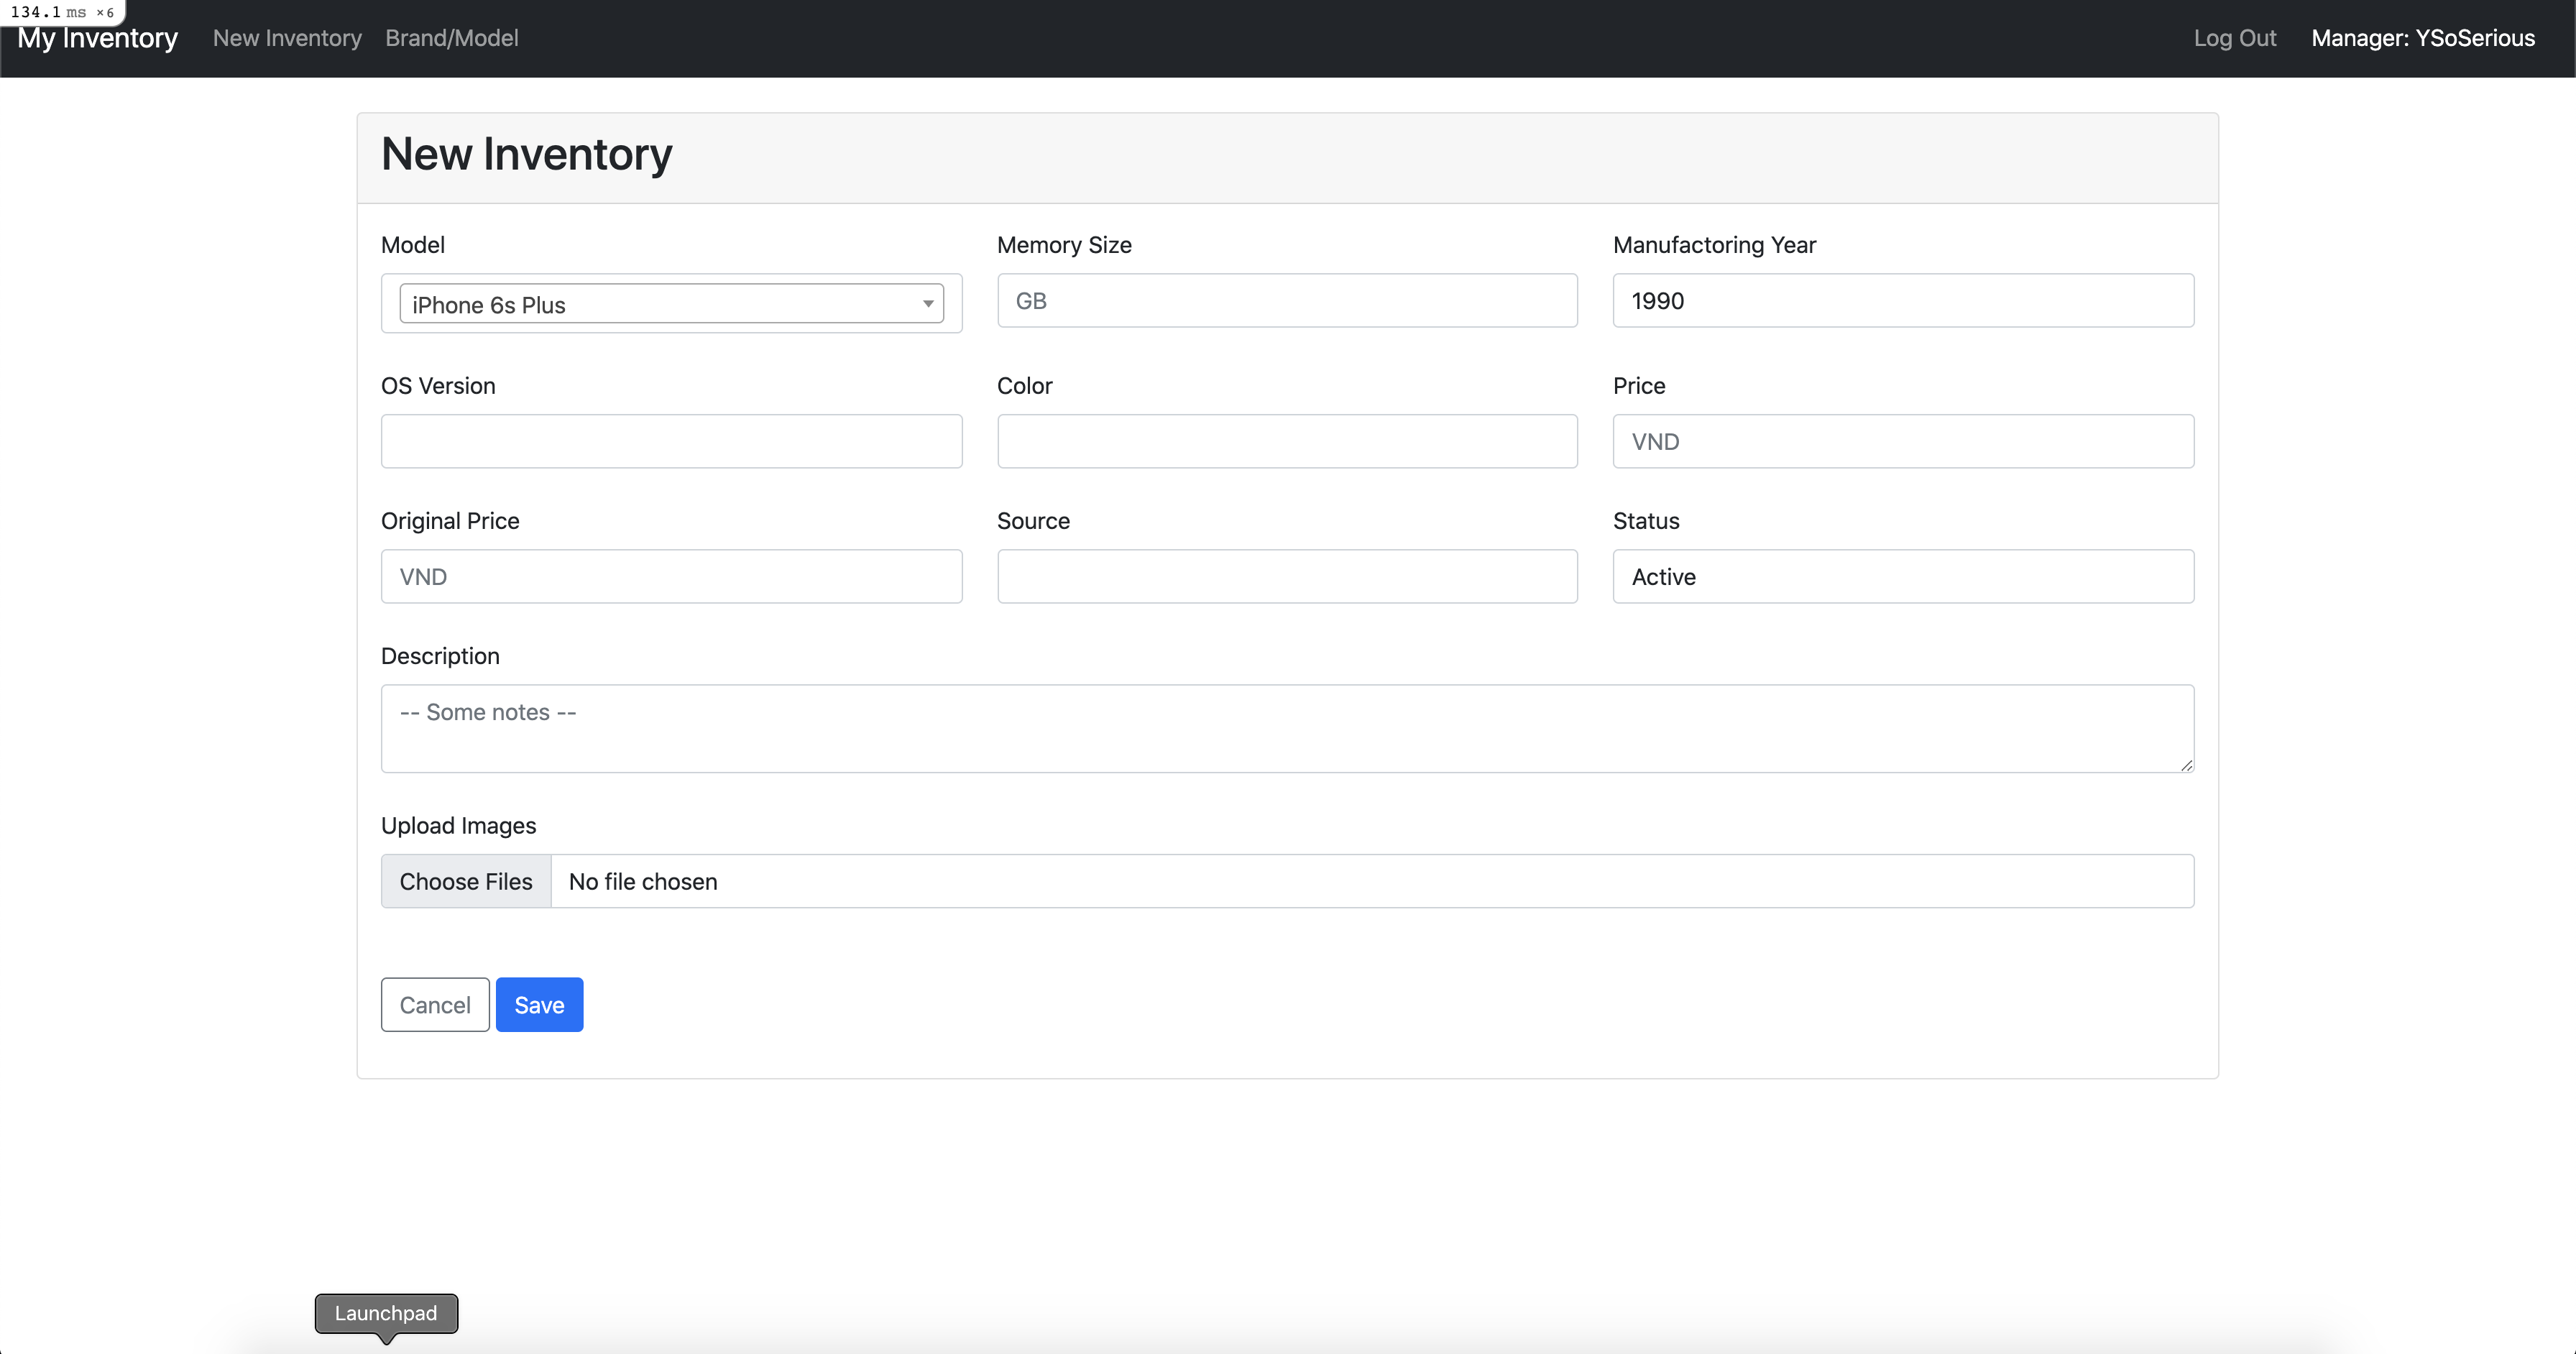 134.1 ms ×6
My Inventory New Inventory Brand/Model Log Out Manager: YSoSerious
New Inventory
Model Memory Size Manufactoring Year
iPhone 6s Plus GB 1990
OS Version Color Price
VND
Original Price Source Status
VND Active
Description
-- Some notes --
Upload Images
Choose Files No file chosen
Cancel Save
Launchpad